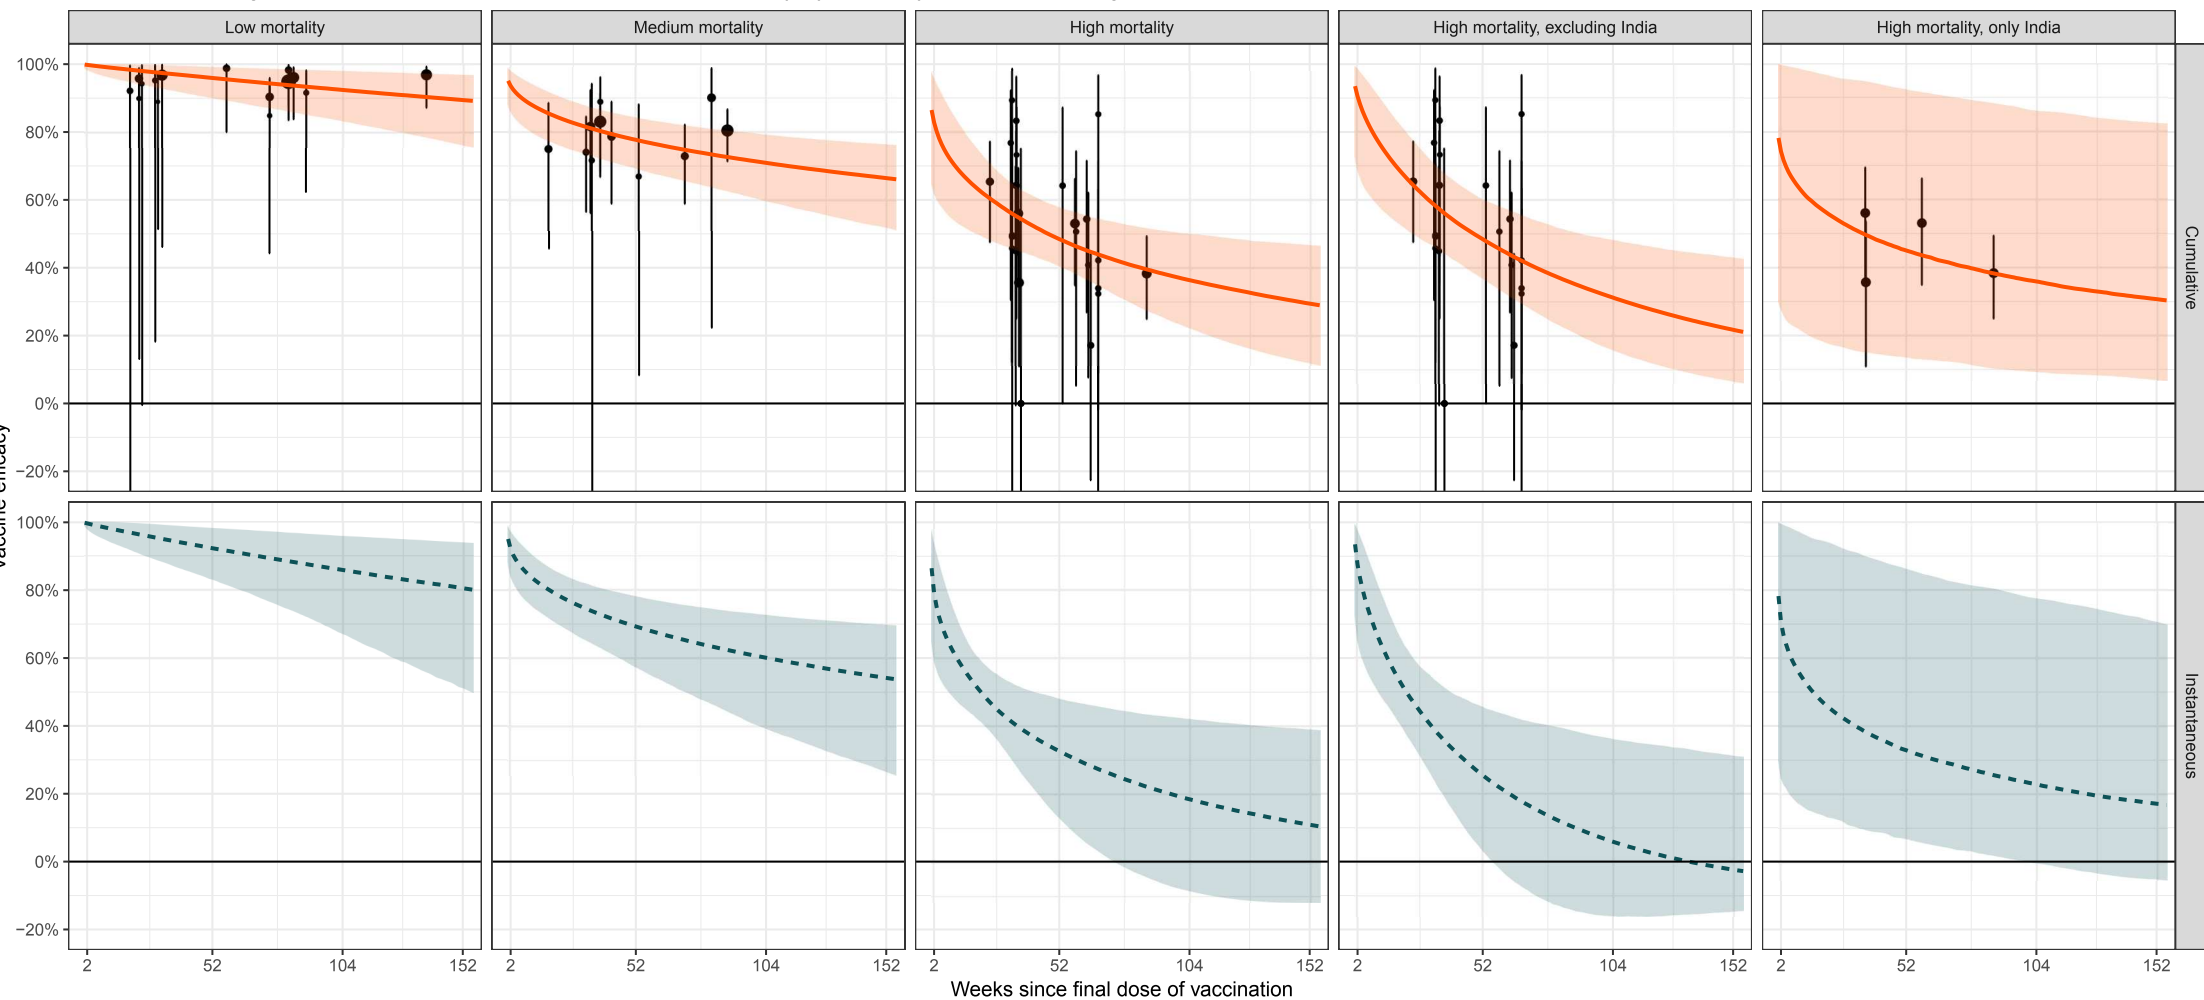 Low mortality
Medium mortality
High mortality
High mortality, excluding India
High mortality, only India
100%
80%
60%
40%
20%
0%
−20%
Cumulative
100%
80%
60%
40%
20%
0%
−20%
Instantaneous
2 52 104 152
2 52 104 152
2 52 104 152
2 52 104 152
2 52 104 152
Weeks since final dose of vaccination